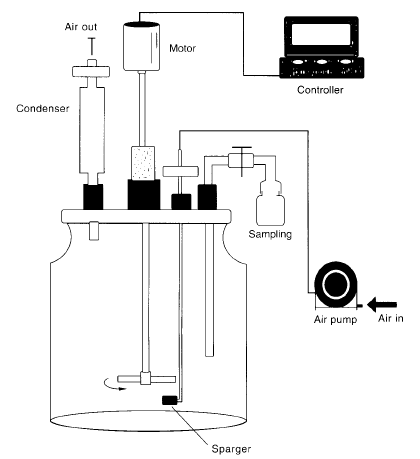 Air out
Motor
Condenser
Controller
Sampling
Air pump
Air in
Sparger